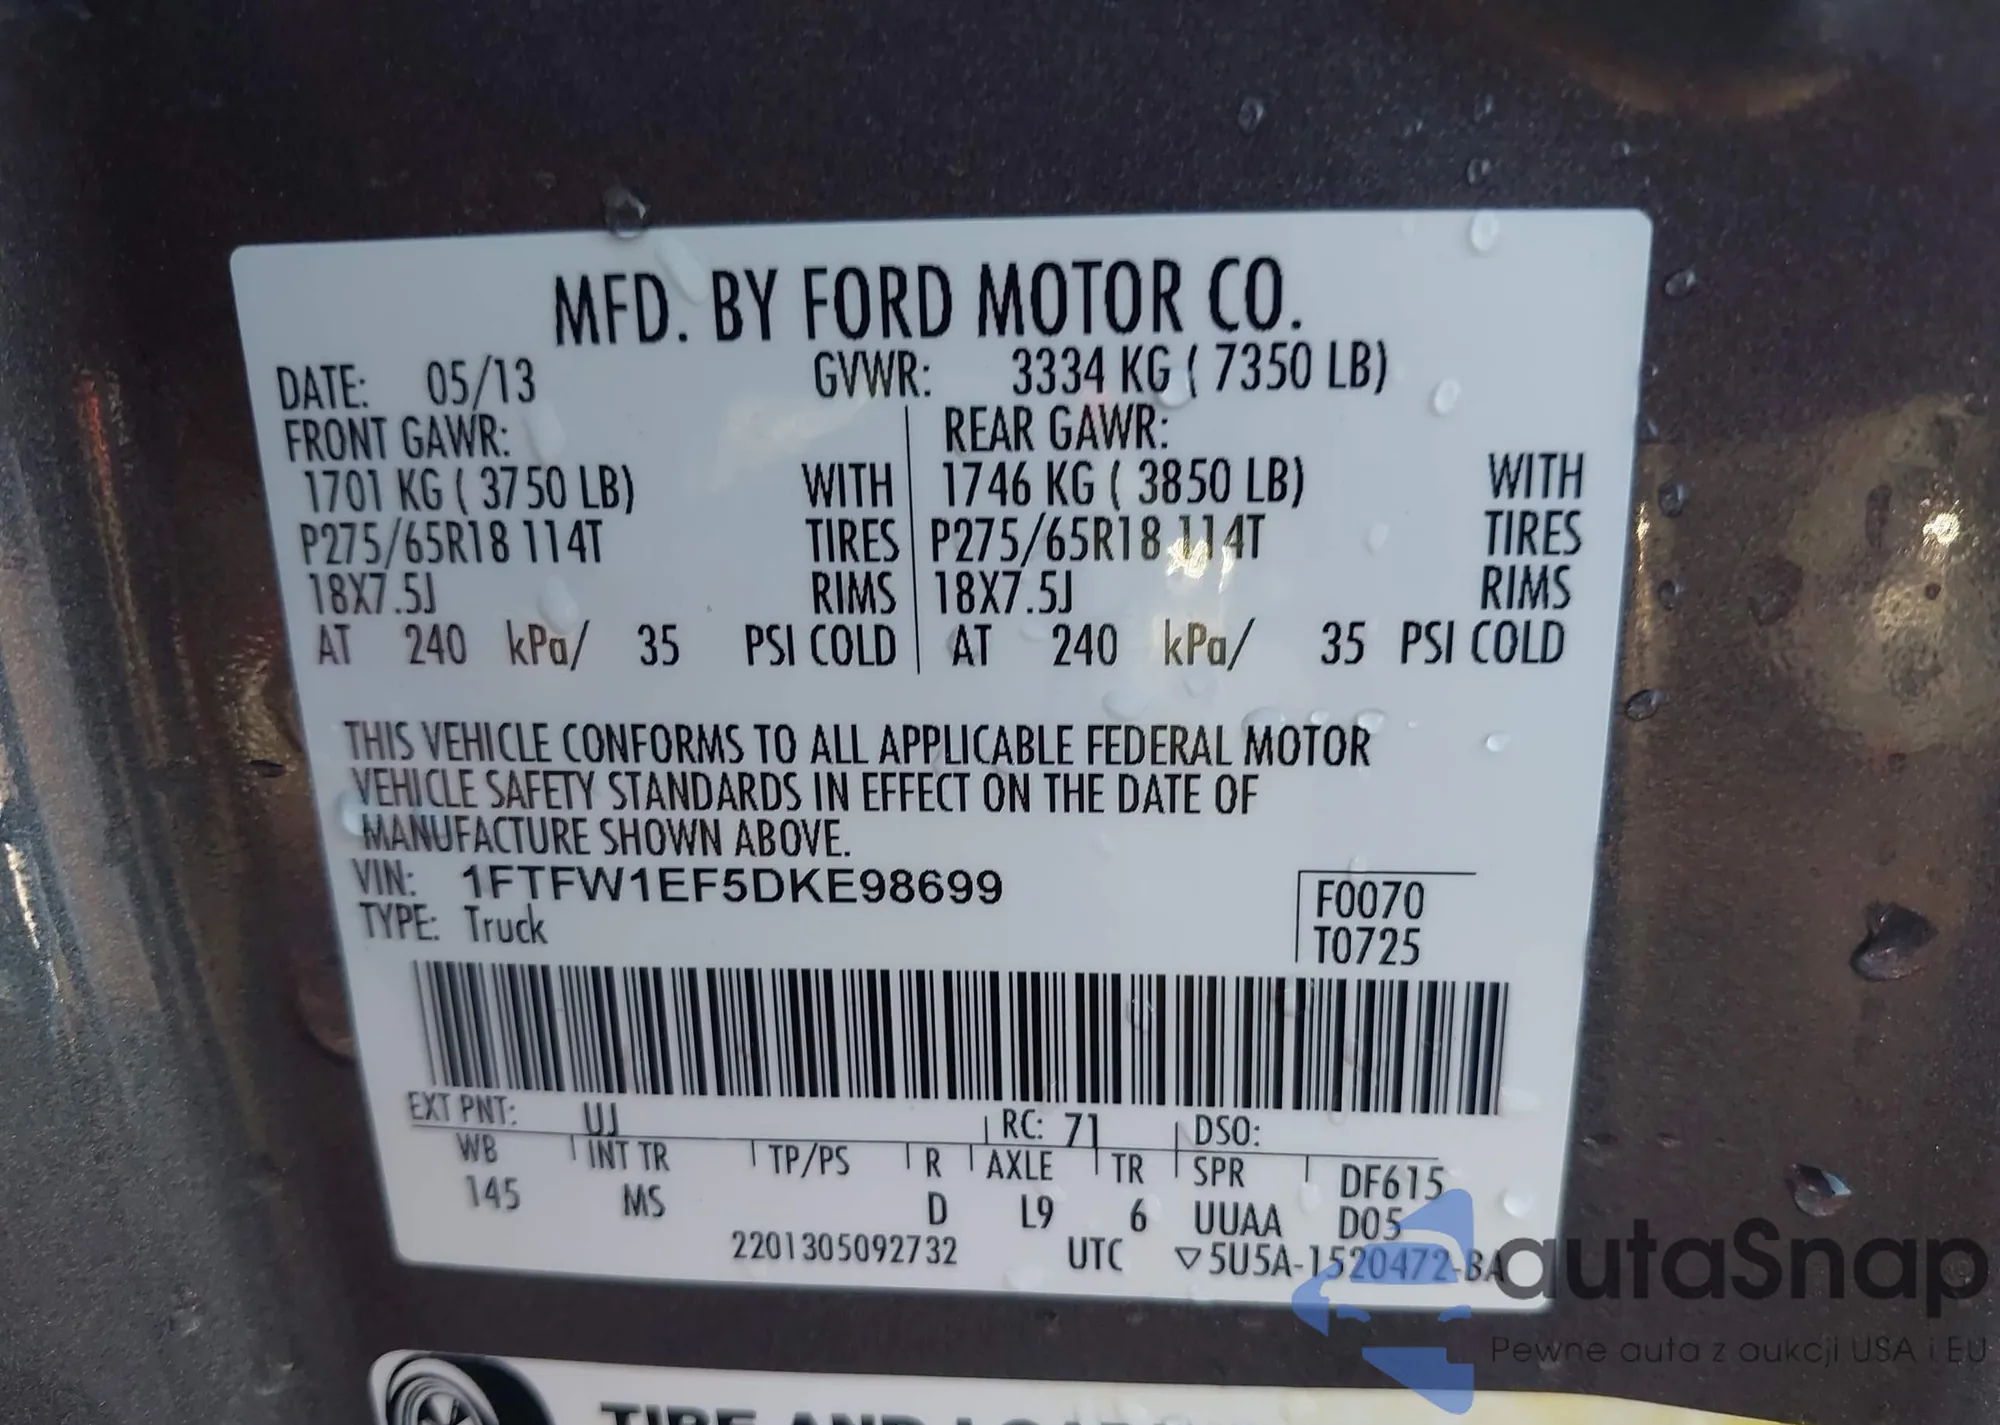 MFD. BY FORD MOTOR CO.
DATE: 05/13 GVWR: 3334 KG ( 7350 LB)
FRONT GAWR: REAR GAWR:
1701 KG ( 3750 LB) WITH 1746 KG ( 3850 LB) WITH
P275/65R18 114T TIRES P275/65R18 114T TIRES
18X7.5J RIMS 18X7.5J RIMS
AT 240 kPa/ 35 PSI COLD AT 240 kPa/ 35 PSI COLD
THIS VEHICLE CONFORMS TO ALL APPLICABLE FEDERAL MOTOR
VEHICLE SAFETY STANDARDS IN EFFECT ON THE DATE OF
MANUFACTURE SHOWN ABOVE.
VIN: 1FTFW1EF5DKE98699
TYPE: Truck
F0070
T0725
EXT PNT: UJ RC: 71 DSO:
WB INT TR TP/PS R AXLE TR SPR DF615
145 MS D L9 6 UUAA D05
2201305092732 UTC ▽5U5A-1520472-BA
autaSnap
Pewne auta z aukcji USA i EU
TIRE AND